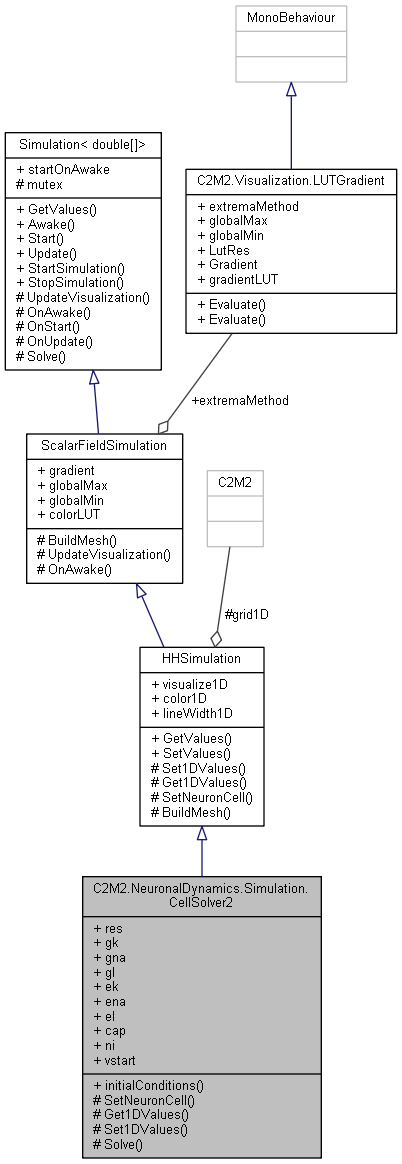 MonoBehaviour
Simulation< double[]>
+ startOnAwake
# mutex
+ GetValues()
+ Awake()
+ Start()
+ Update()
+ StartSimulation()
+ StopSimulation()
# UpdateVisualization()
# OnAwake()
# OnStart()
# OnUpdate()
# Solve()
C2M2.Visualization.LUTGradient
+ extremaMethod
+ globalMax
+ globalMin
+ LutRes
+ Gradient
+ gradientLUT
+ Evaluate()
+ Evaluate()
+extremaMethod
ScalarFieldSimulation
+ gradient
+ globalMax
+ globalMin
+ colorLUT
# BuildMesh()
# UpdateVisualization()
# OnAwake()
C2M2
#grid1D
HHSimulation
+ visualize1D
+ color1D
+ lineWidth1D
+ GetValues()
+ SetValues()
# Set1DValues()
# Get1DValues()
# SetNeuronCell()
# BuildMesh()
C2M2.NeuronalDynamics.Simulation.
CellSolver2
+ res
+ gk
+ gna
+ gl
+ ek
+ ena
+ el
+ cap
+ ni
+ vstart
+ initialConditions()
# SetNeuronCell()
# Get1DValues()
# Set1DValues()
# Solve()